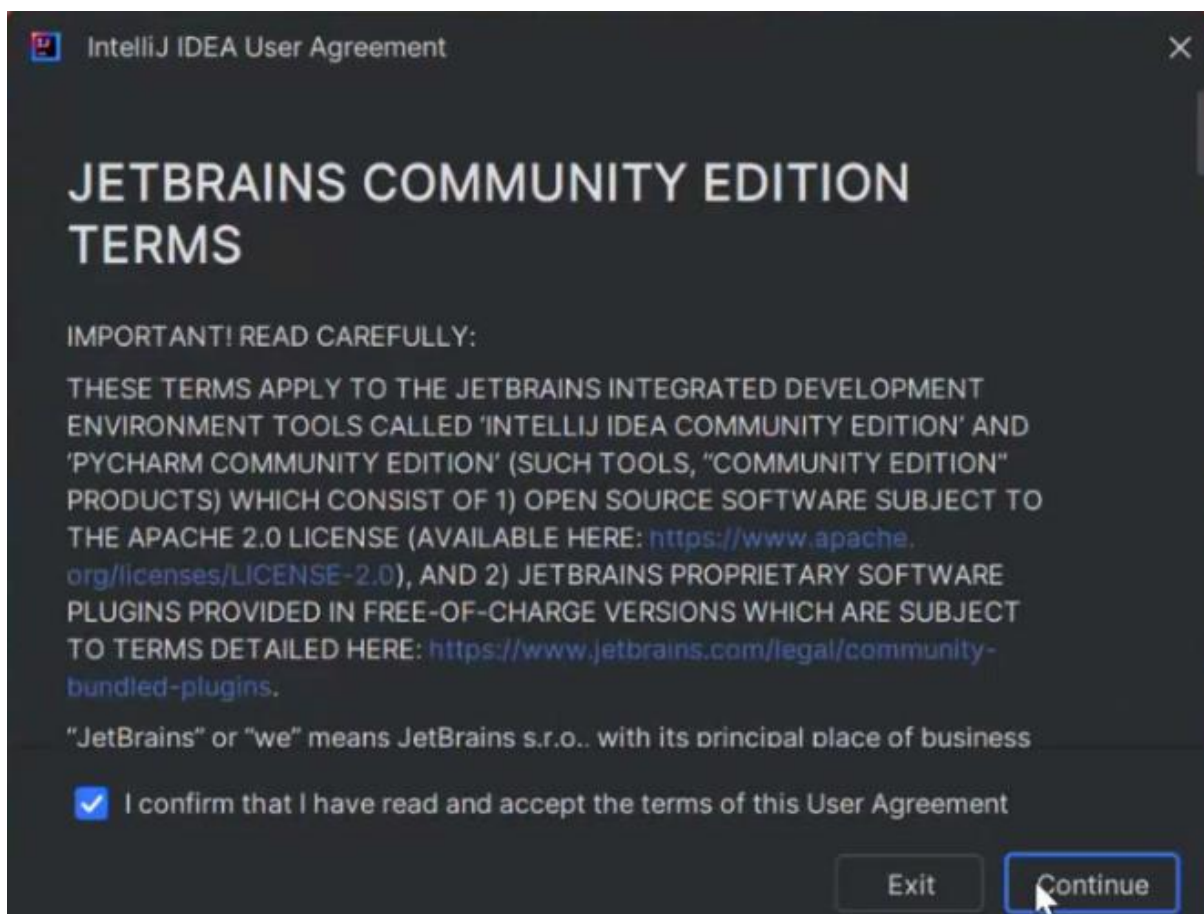 IntelliJ IDEA User Agreement
JETBRAINS COMMUNITY EDITION
TERMS
IMPORTANT! READ CAREFULLY:
THESE TERMS APPLY TO THE JETBRAINS INTEGRATED DEVELOPMENT
ENVIRONMENT TOOLS CALLED 'INTELLIJ IDEA COMMUNITY EDITION' AND
'PYCHARM COMMUNITY EDITION' (SUCH TOOLS, “COMMUNITY EDITION"
PRODUCTS) WHICH CONSIST OF 1) OPEN SOURCE SOFTWARE SUBJECT TO
THE APACHE 2.0 LICENSE (AVAILABLE HERE: https://www.apache.
org/licenses/LICENSE-2.0), AND 2) JETBRAINS PROPRIETARY SOFTWARE
PLUGINS PROVIDED IN FREE-OF-CHARGE VERSIONS WHICH ARE SUBJECT
TO TERMS DETAILED HERE: https://www.jetbrains.com/legal/community-
bundled-plugins.
“JetBrains” or “we” means JetBrains s.r.o., with its principal place of business
I confirm that I have read and accept the terms of this User Agreement
Exit
Continue